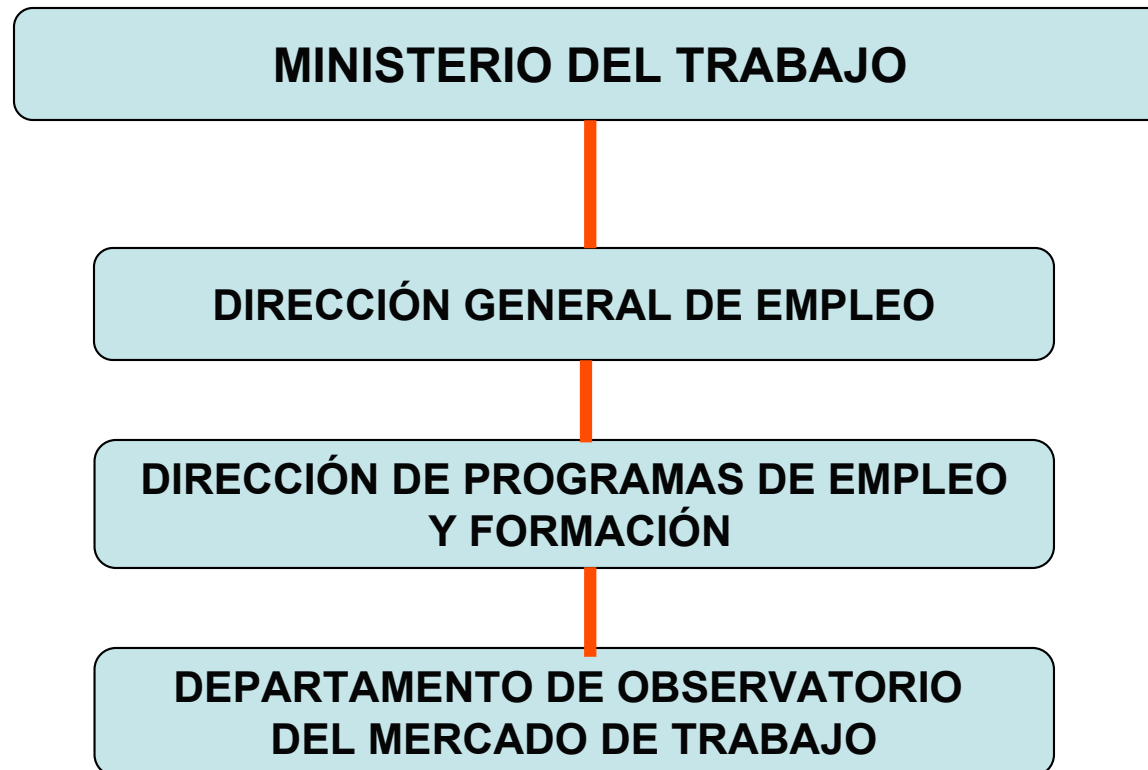 MINISTERIO DEL TRABAJO
DIRECCIÓN GENERAL DE EMPLEO
DIRECCIÓN DE PROGRAMAS DE EMPLEO
Y FORMACIÓN
DEPARTAMENTO DE OBSERVATORIO
DEL MERCADO DE TRABAJO